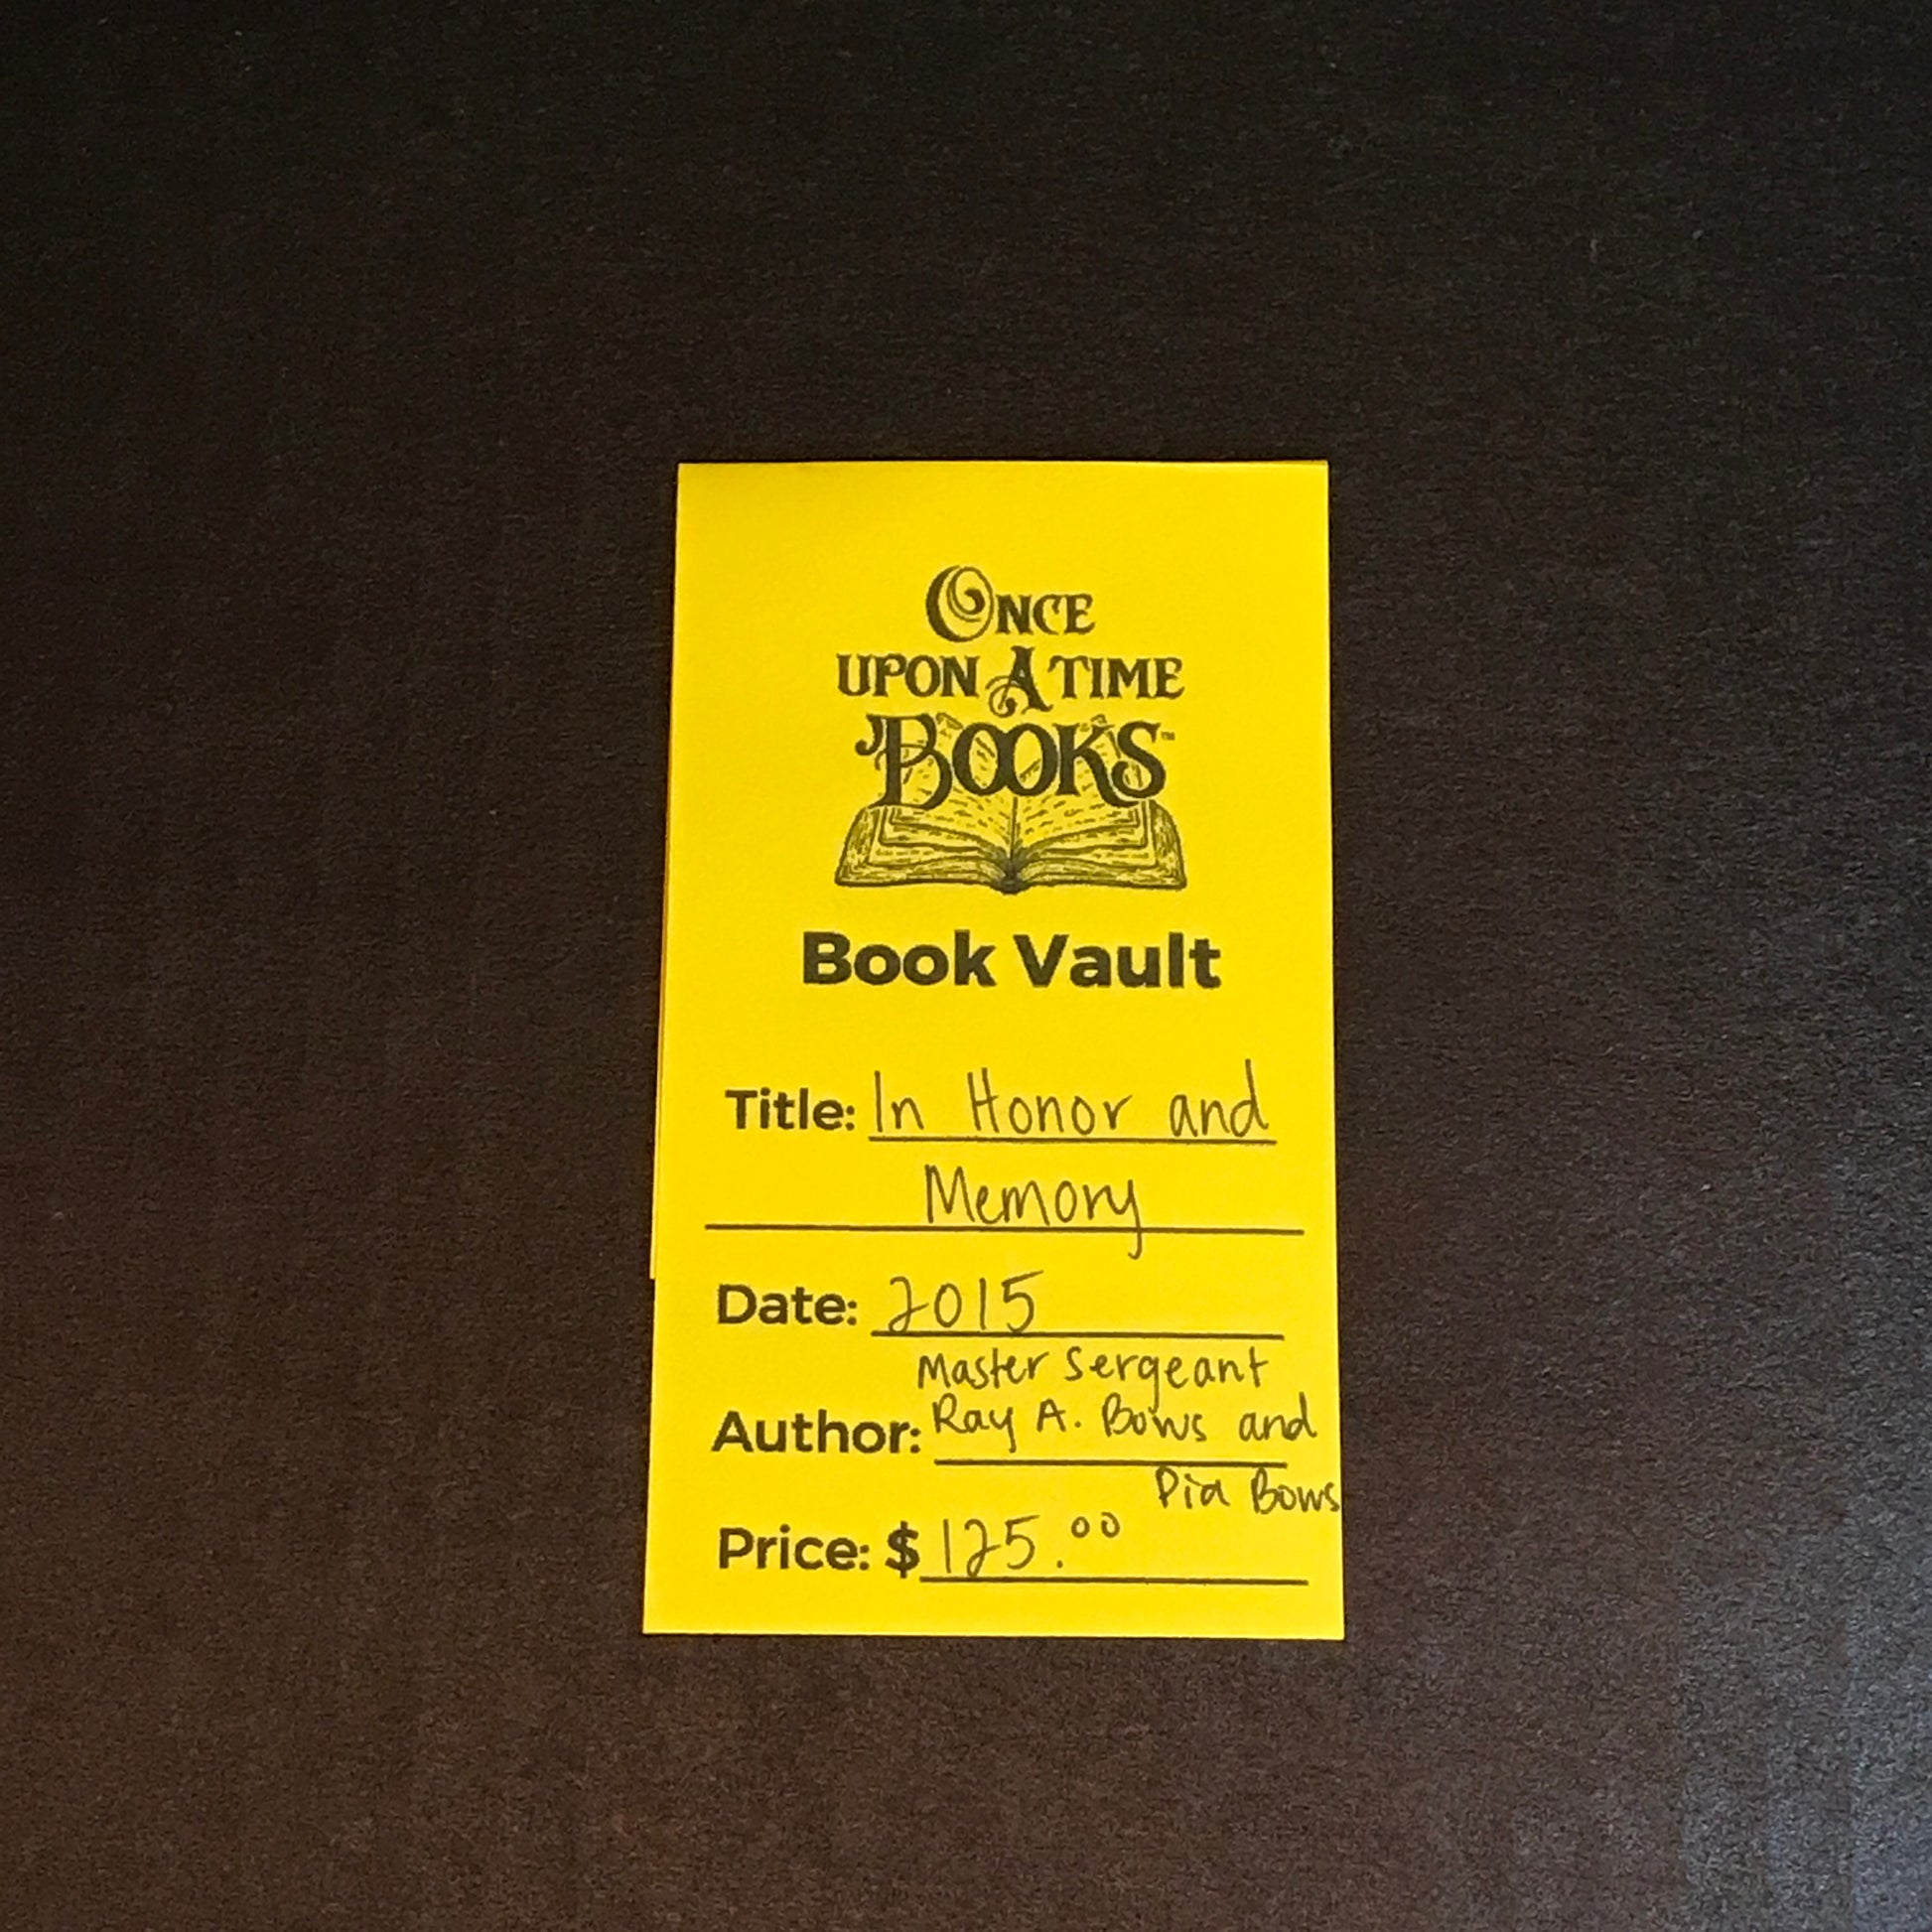 ONCE
UPON A TIME
BOOKS™
Book Vault
Title: In Honor and
Memory
Date: 2015
Master Sergeant
Author: Ray A. Bows and
Pia Bows
Price: $ 125.00